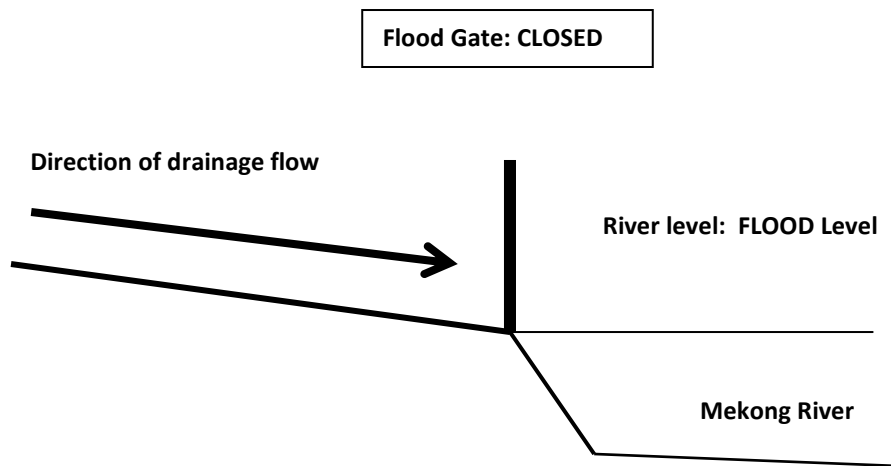 Flood Gate: CLOSED
Direction of drainage flow
River level: FLOOD Level
Mekong River